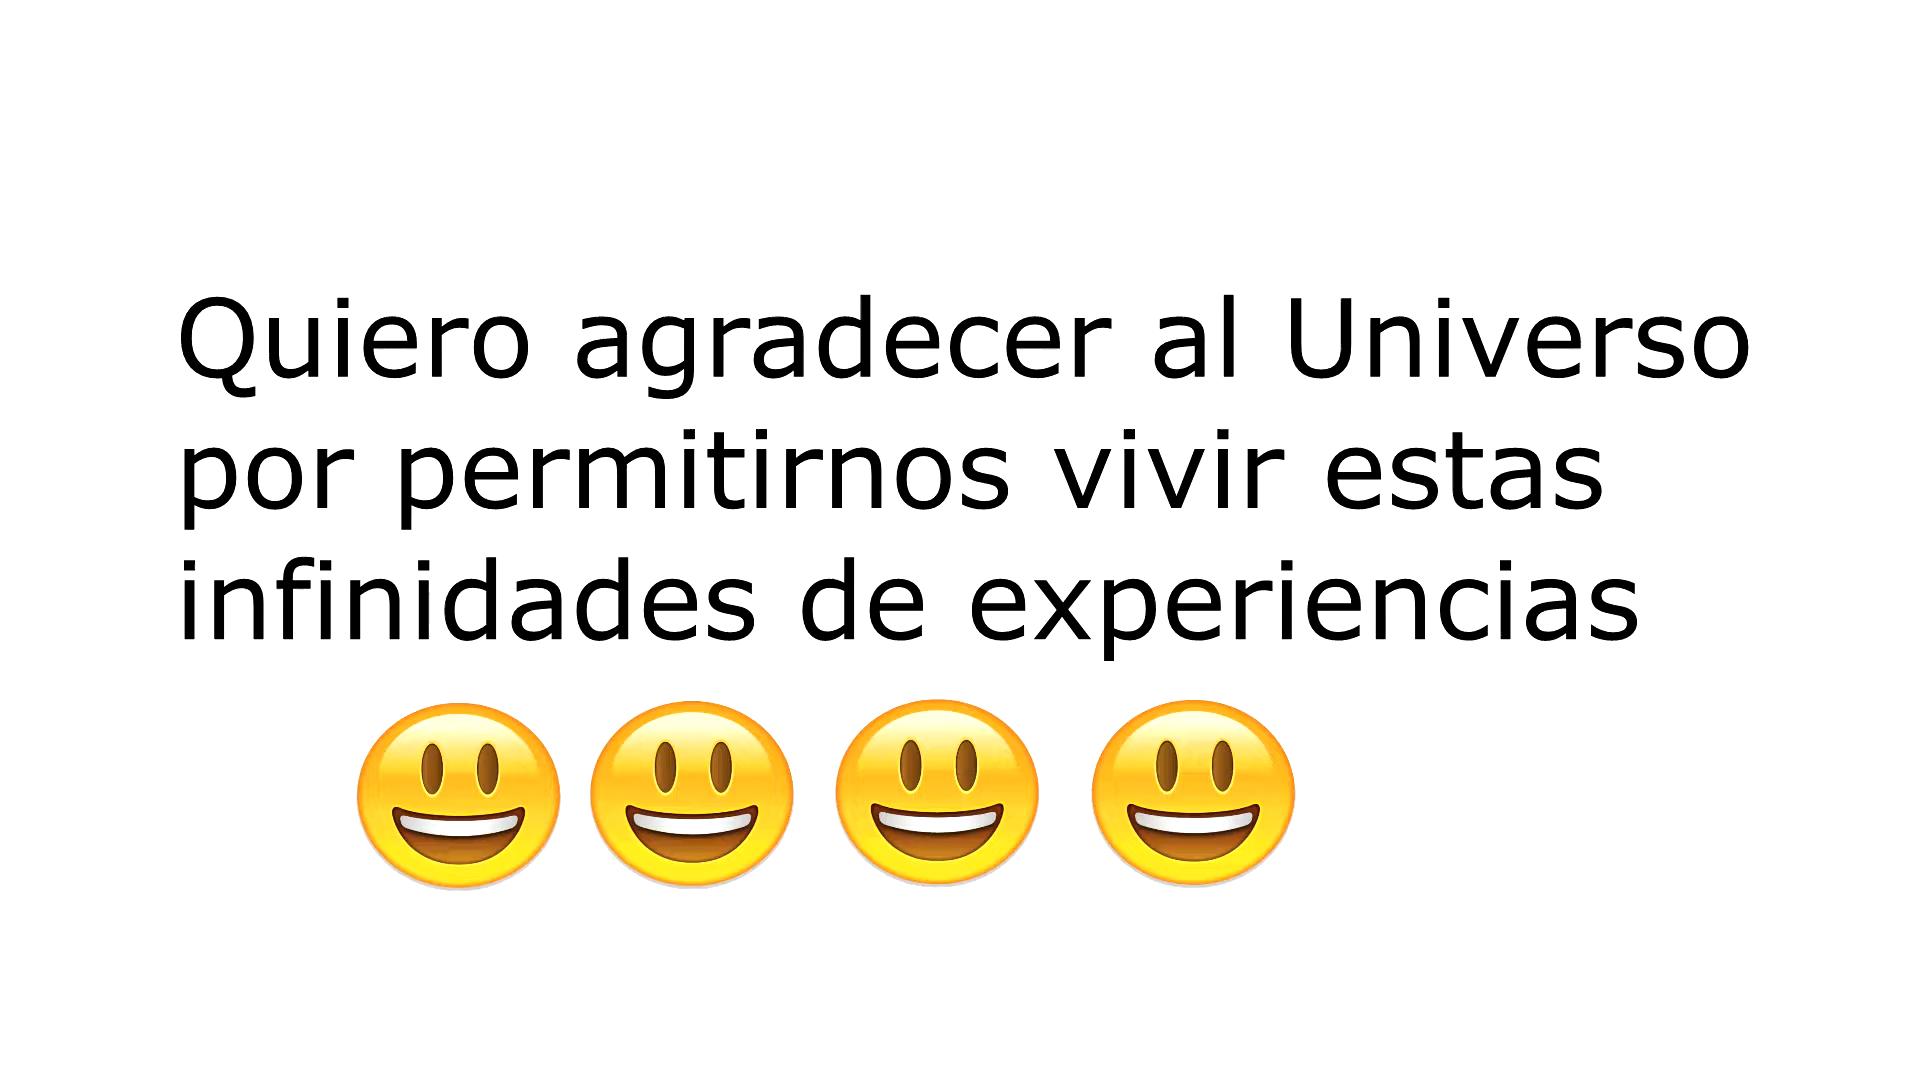 Quiero agradecer al Universo
por permitirnos vivir estas
infinidades de experiencias